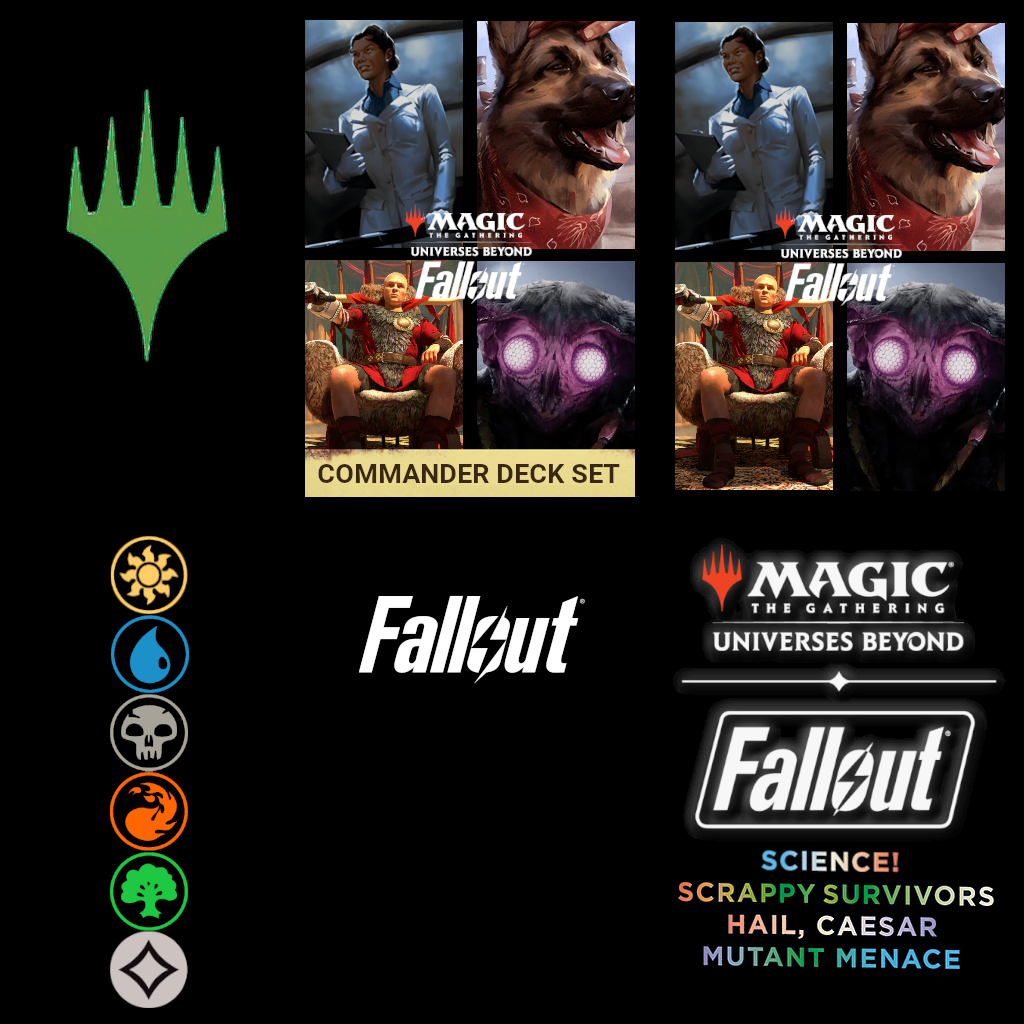 MAGIC
THE GATHERING
UNIVERSES BEYOND
Fallout
COMMANDER DECK SET
MAGIC
THE GATHERING
UNIVERSES BEYOND
Fallout
Fallout®
MAGIC®
THE GATHERING
UNIVERSES BEYOND
Fallout®
SCIENCE!
SCRAPPY SURVIVORS
HAIL, CAESAR
MUTANT MENACE